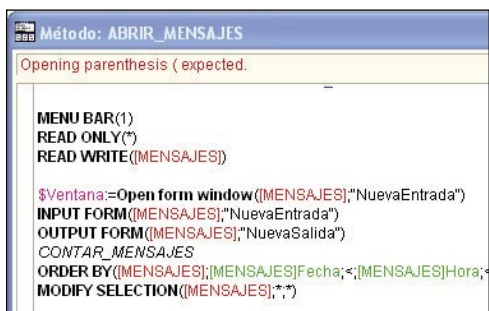 Método: ABRIR_MENSAJES
Opening parenthesis ( expected.
MENU BAR(1)
READ ONLY(*)
READ WRITE([MENSAJES])
$Ventana:=Open form window([MENSAJES];"NuevaEntrada")
INPUT FORM([MENSAJES];"NuevaEntrada")
OUTPUT FORM([MENSAJES];"NuevaSalida")
CONTAR_MENSAJES
ORDER BY([MENSAJES];[MENSAJES]Fecha;<;[MENSAJES]Hora;<
MODIFY SELECTION([MENSAJES];*;*)